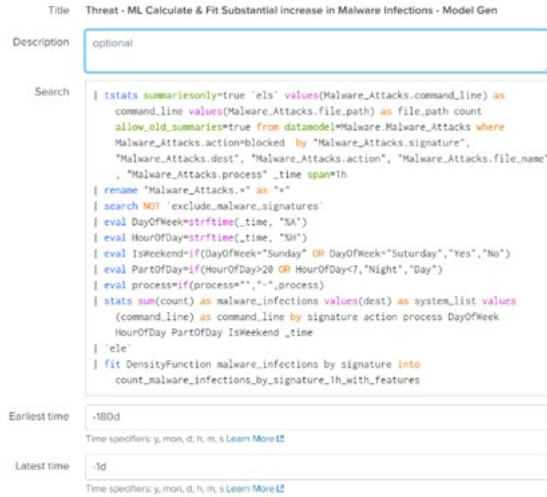 Title Threat - ML Calculate & Fit Substantial increase in Malware Infections - Model Gen
Description optional
Search
| tstats summariesonly=true `els` values(Malware_Attacks.command_line) as
command_line values(Malware_Attacks.file_path) as file_path count
allow_old_summaries=true from datamodel=Malware.Malware_Attacks where
Malware_Attacks.action=blocked by "Malware_Attacks.signature",
"Malware_Attacks.dest", "Malware_Attacks.action", "Malware_Attacks.file_name"
, "Malware_Attacks.process" _time span=1h
| rename "Malware_Attacks.*" as "*"
| search NOT `exclude_malware_signatures`
| eval DayOfWeek=strftime(_time, "%A")
| eval HourOfDay=strftime(_time, "%H")
| eval IsWeekend=if(DayOfWeek="Sunday" OR DayOfWeek="Suturday","Yes","No")
| eval PartOfDay=if(HourOfDay>20 OR HourOfDay<7,"Night","Day")
| eval process=if(process="","-",process)
| stats sum(count) as malware_infections values(dest) as system_list values
(command_line) as command_line by signature action process DayOfWeek
HourOfDay PartOfDay IsWeekend _time
| `ele`
| fit DensityFunction malware_infections by signature into
count_malware_infections_by_signature_1h_with_features
Earliest time -180d
Time specifiers: y, mon, d, h, m, s Learn More
Latest time -1d
Time specifiers: y, mon, d, h, m, s Learn More